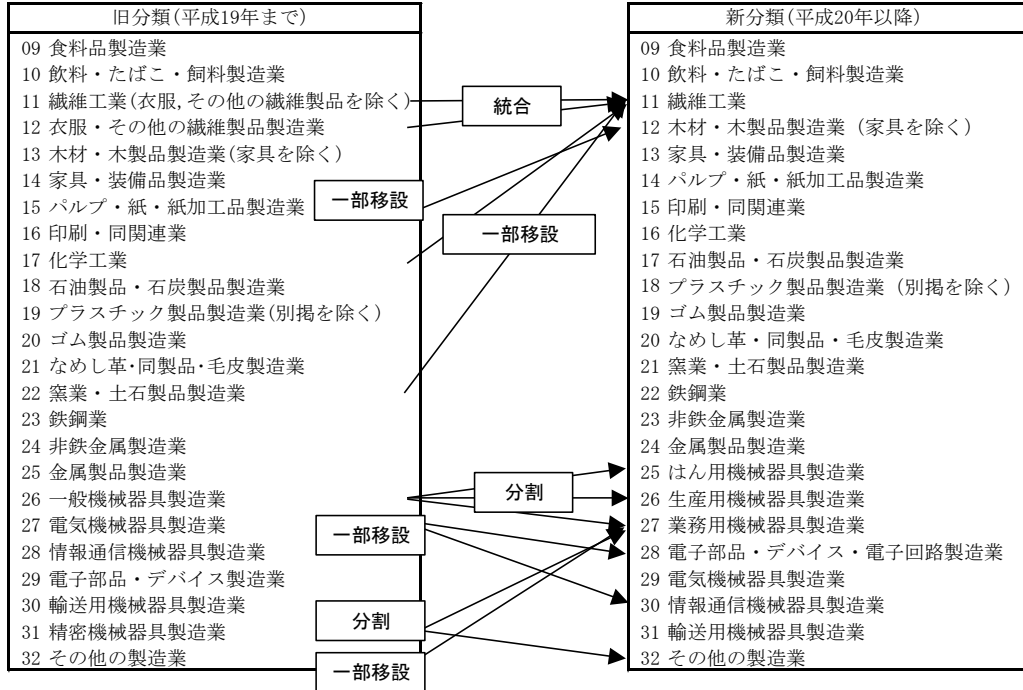 旧分類(平成19年まで)
09 食料品製造業
10 飲料・たばこ・飼料製造業
11 繊維工業(衣服,その他の繊維製品を除く)
12 衣服・その他の繊維製品製造業
13 木材・木製品製造業(家具を除く)
14 家具・装備品製造業
15 パルプ・紙・紙加工品製造業
16 印刷・同関連業
17 化学工業
18 石油製品・石炭製品製造業
19 プラスチック製品製造業(別掲を除く)
20 ゴム製品製造業
21 なめし革・同製品・毛皮製造業
22 窯業・土石製品製造業
23 鉄鋼業
24 非鉄金属製造業
25 金属製品製造業
26 一般機械器具製造業
27 電気機械器具製造業
28 情報通信機械器具製造業
29 電子部品・デバイス製造業
30 輸送用機械器具製造業
31 精密機械器具製造業
32 その他の製造業
統合
一部移設
一部移設
分割
一部移設
分割
一部移設
新分類(平成20年以降)
09 食料品製造業
10 飲料・たばこ・飼料製造業
11 繊維工業
12 木材・木製品製造業 (家具を除く)
13 家具・装備品製造業
14 パルプ・紙・紙加工品製造業
15 印刷・同関連業
16 化学工業
17 石油製品・石炭製品製造業
18 プラスチック製品製造業 (別掲を除く)
19 ゴム製品製造業
20 なめし革・同製品・毛皮製造業
21 窯業・土石製品製造業
22 鉄鋼業
23 非鉄金属製造業
24 金属製品製造業
25 はん用機械器具製造業
26 生産用機械器具製造業
27 業務用機械器具製造業
28 電子部品・デバイス・電子回路製造業
29 電気機械器具製造業
30 情報通信機械器具製造業
31 輸送用機械器具製造業
32 その他の製造業